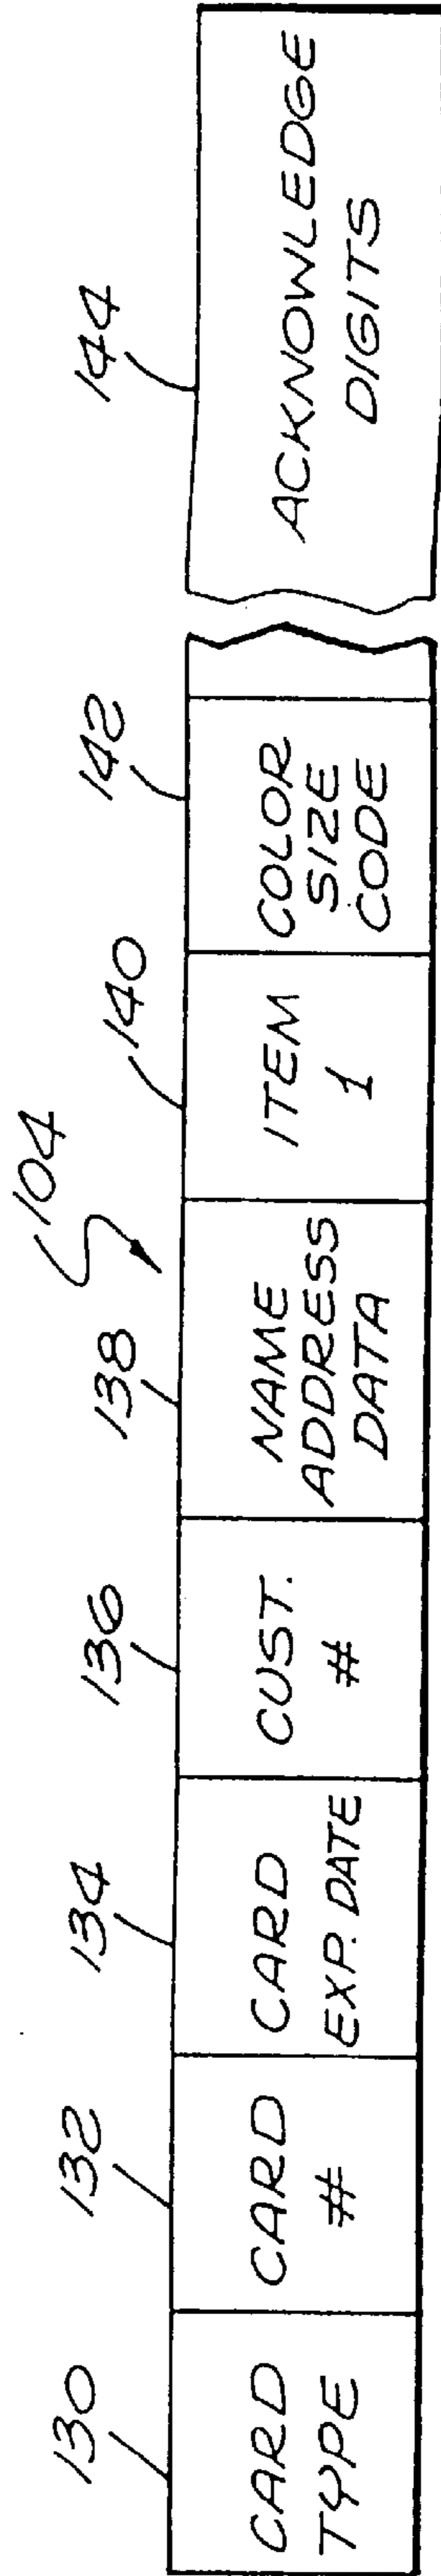 104
130
132
134
136
138
140
142
144
CARD
TYPE
CARD
#
CARD
EXP. DATE
CUST.
#
NAME
ADDRESS
DATA
ITEM
1
COLOR
SIZE
CODE
ACKNOWLEDGE
DIGITS